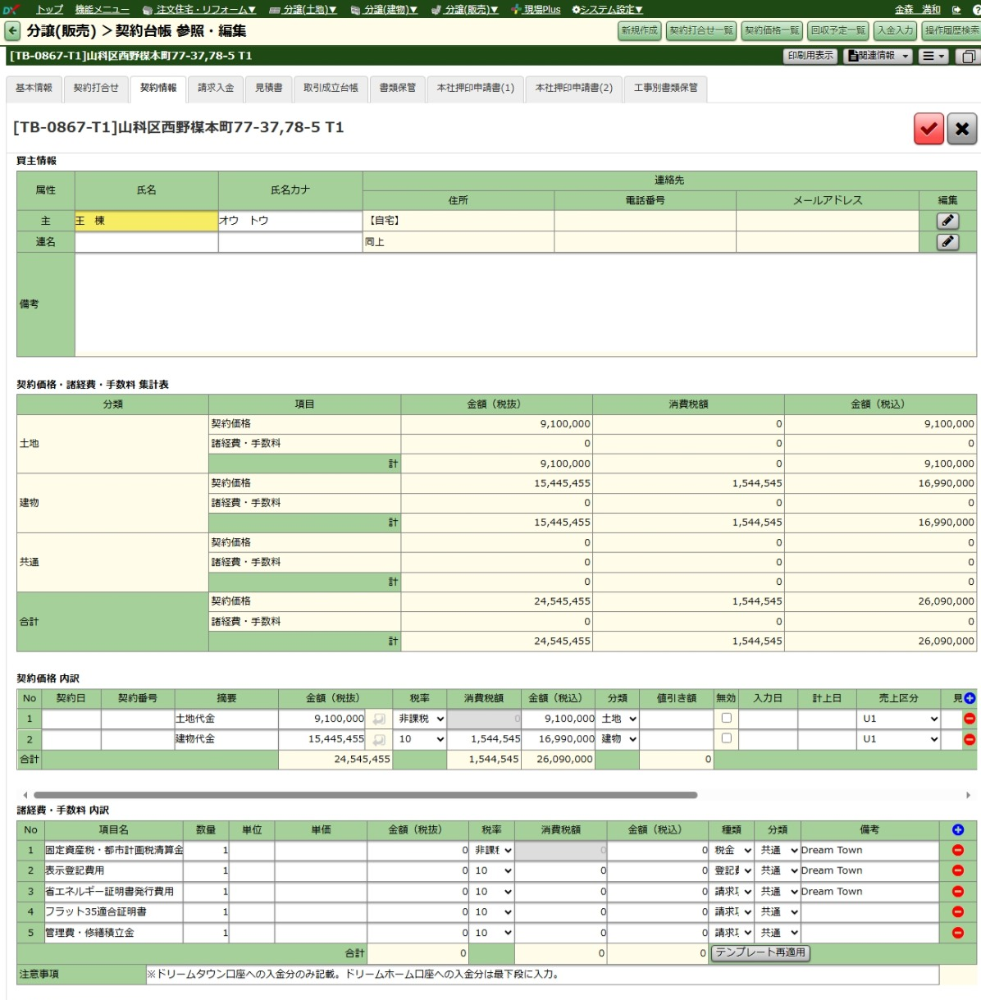 DX トップ 機能メニュー 注文住宅・リフォーム▼ 分譲(土地)▼ 分譲(建物)▼ 分譲(販売)▼ 現場Plus システム設定▼ 金森 満和
分譲(販売) ＞契約台帳 参照・編集 新規作成 契約打合せ一覧 契約価格一覧 回収予定一覧 入金入力 操作履歴検索
[TB-0867-T1]山科区西野楳本町77-37,78-5 T1 印刷用表示 関連情報
基本情報 契約打合せ 契約情報 請求入金 見積書 取引成立台帳 書類保管 本社押印申請書(1) 本社押印申請書(2) 工事別書類保管
[TB-0867-T1]山科区西野楳本町77-37,78-5 T1
買主情報
属性 氏名 氏名カナ 連絡先
住所 電話番号 メールアドレス 編集
主 王 棟 オウ トウ 【自宅】
連名 同上
備考
契約価格・諸経費・手数料 集計表
分類 項目 金額（税抜） 消費税額 金額（税込）
土地 契約価格 9,100,000 0 9,100,000
諸経費・手数料 0 0 0
計 9,100,000 0 9,100,000
建物 契約価格 15,445,455 1,544,545 16,990,000
諸経費・手数料 0 0 0
計 15,445,455 1,544,545 16,990,000
共通 契約価格 0 0 0
諸経費・手数料 0 0 0
計 0 0 0
合計 契約価格 24,545,455 1,544,545 26,090,000
諸経費・手数料 0 0 0
計 24,545,455 1,544,545 26,090,000
契約価格 内訳
No 契約日 契約番号 摘要 金額（税抜） 税率 消費税額 金額（税込） 分類 値引き額 無効 入力日 計上日 売上区分 見
1 土地代金 9,100,000 非課税 0 9,100,000 土地 U1
2 建物代金 15,445,455 10 1,544,545 16,990,000 建物 U1
合計 24,545,455 1,544,545 26,090,000 0
諸経費・手数料 内訳
No 項目名 数量 単位 単価 金額（税抜） 税率 消費税額 金額（税込） 種類 分類 備考
1 固定資産税・都市計画税清算金 1 0 非課 0 0 税金 共通 Dream Town
2 表示登記費用 1 0 10 0 0 登記 共通 Dream Town
3 省エネルギー証明書発行費用 1 0 10 0 0 請求 共通 Dream Town
4 フラット35適合証明書 1 0 10 0 0 請求 共通
5 管理費・修繕積立金 1 0 10 0 0 請求 共通
合計 0 0 0 テンプレート再適用
注意事項 ※ドリームタウン口座への入金分のみ記載。ドリームホーム口座への入金分は最下段に入力。